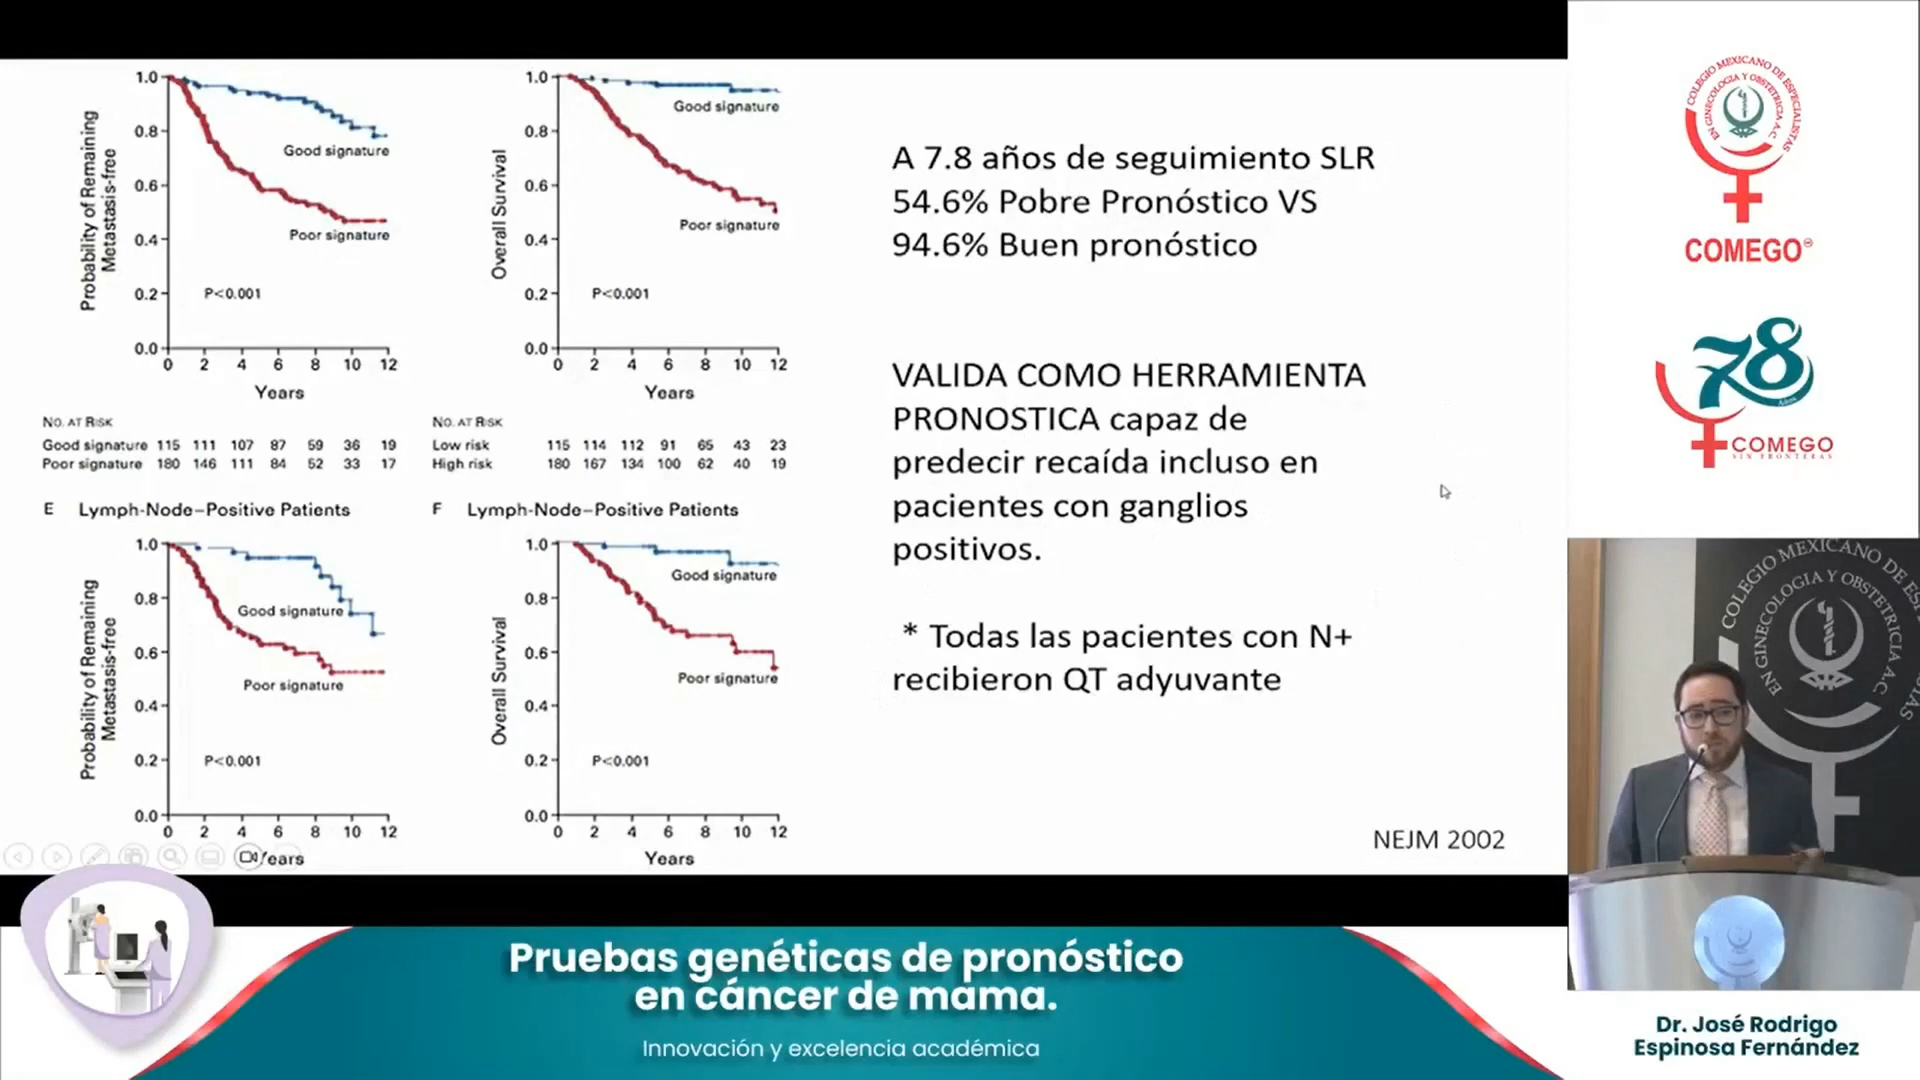 1.0
0.8
0.6
0.4
0.2
0.0
Probability of Remaining
Metastasis-free
Good signature
Poor signature
P<0.001
0 2 4 6 8 10 12
Years
1.0
0.8
0.6
0.4
0.2
0.0
Overall Survival
Good signature
Poor signature
P<0.001
0 2 4 6 8 10 12
Years
NO. AT RISK
Good signature 115 111 107 87 59 36 19
Poor signature 180 146 111 84 52 33 17
NO. AT RISK
Low risk 115 114 112 91 65 43 23
High risk 180 167 134 100 62 40 19
E Lymph-Node–Positive Patients
1.0
0.8
0.6
0.4
0.2
0.0
Probability of Remaining
Metastasis-free
Good signature
Poor signature
P<0.001
0 2 4 6 8 10 12
Years
F Lymph-Node–Positive Patients
1.0
0.8
0.6
0.4
0.2
0.0
Overall Survival
Good signature
Poor signature
P<0.001
0 2 4 6 8 10 12
Years
A 7.8 años de seguimiento SLR
54.6% Pobre Pronóstico VS
94.6% Buen pronóstico
VALIDA COMO HERRAMIENTA
PRONOSTICA capaz de
predecir recaída incluso en
pacientes con ganglios
positivos.
* Todas las pacientes con N+
recibieron QT adyuvante
NEJM 2002
COLEGIO MEXICANO DE ESPECIALISTAS
EN GINECOLOGIA Y OBSTETRICIA A.C.
COMEGO
78
Años
COMEGO
SIN FRONTERAS
COLEGIO MEXICANO DE
EN GINECOLOGIA Y OBSTETRICIA A.C.
Pruebas genéticas de pronóstico
en cáncer de mama.
Innovación y excelencia académica
Dr. José Rodrigo
Espinosa Fernández